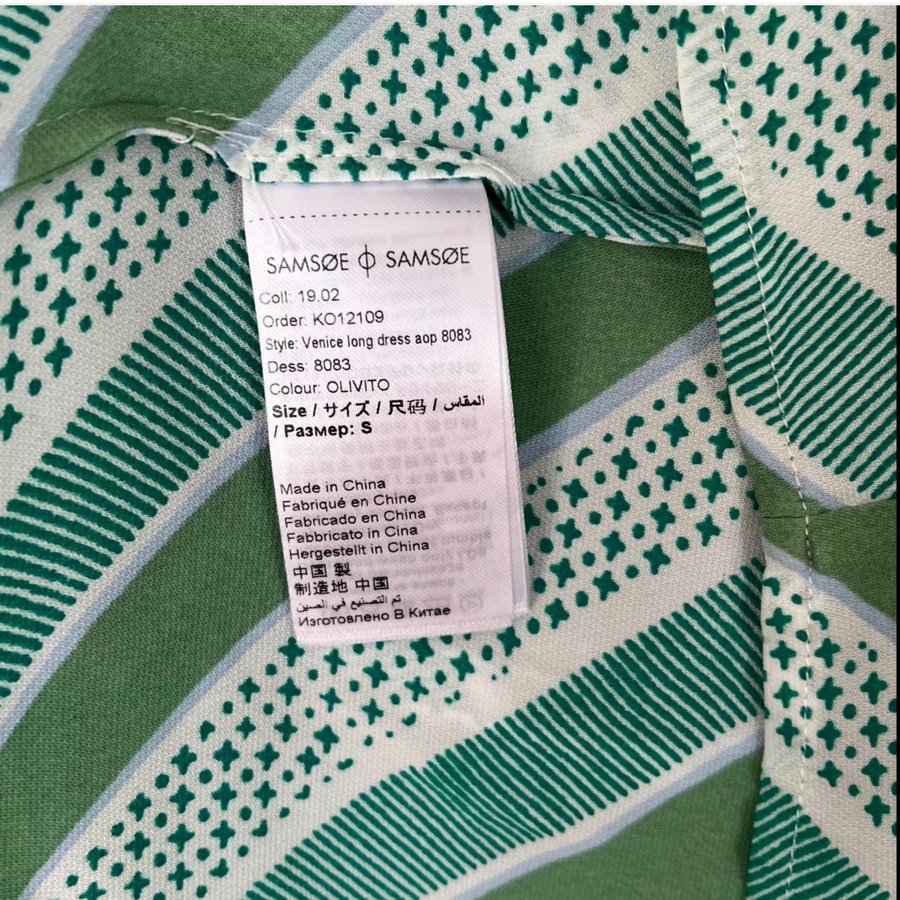 SAMSØE ϕ SAMSØE
Coll: 19.02
Order: KO12109
Style: Venice long dress aop 8083
Dess: 8083
Colour: OLIVITO
Size / サイズ / 尺码 / المقاس
/ Размер: S
Made in China
Fabriqué en Chine
Fabricado en China
Fabbricato in Cina
Hergestellt in China
中国 製
制造地 中国
تم التصنيع في الصين
Изготовлено В Китае